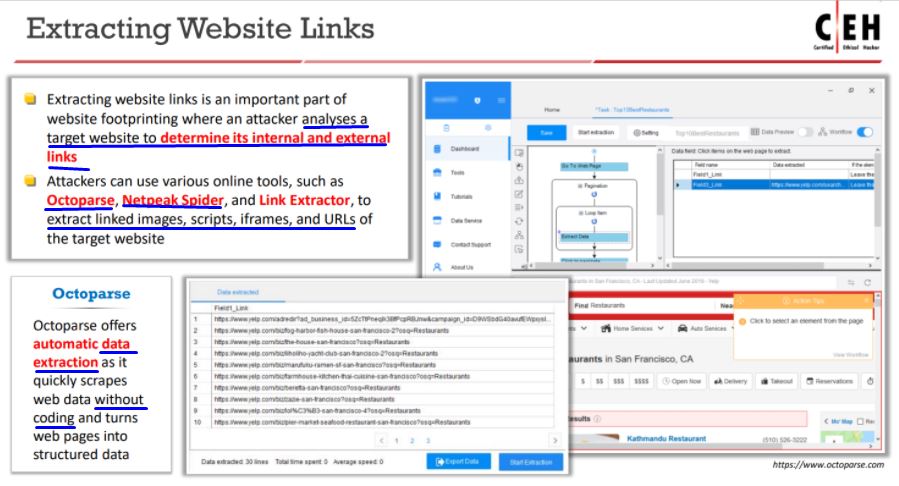 Extracting Website Links
C|EH
Certified Ethical Hacker
Extracting website links is an important part of
website footprinting where an attacker analyses a
target website to determine its internal and external
links
Attackers can use various online tools, such as
Octoparse, Netpeak Spider, and Link Extractor, to
extract linked images, scripts, iframes, and URLs of
the target website
Octoparse
Octoparse offers
automatic data
extraction as it
quickly scrapes
web data without
coding and turns
web pages into
structured data
Dashboard
Tools
Tutorials
Data Service
Contact Support
About Us
Home
*Task : Top10BestRestaurants
Save
Start extraction
Setting
Top10BestRestaurants
Data Preview
Workflow
Go To Web Page
Pagination
Loop Item
Extract Data
Data field: Click items on the web page to extract.
Field name Data extracted If the elem
Field1_Link Leave this
Field2_Link https://www.yelp.com/search... Leave this
aurants in San Francisco, CA - Last Updated June 2019 - Yelp
Find Restaurants
Near
Home Services
Auto Services
Action Tips
Click to select an element from the page
View Workflow
aurants in San Francisco, CA
$ $$ $$$ $$$$ Open Now Delivery Takeout Reservations
Results
Mo' Map
Kathmandu Restaurant
(510) 526-3222
Data extracted
Field1_Link
2 https://www.yelp.com/biz/fog-harbor-fish-house-san-francisco-2?osq=Restaurants
3 https://www.yelp.com/biz/the-house-san-francisco?osq=Restaurants
4 https://www.yelp.com/biz/liholiho-yacht-club-san-francisco-2?osq=Restaurants
5 https://www.yelp.com/biz/marufuku-ramen-sf-san-francisco?osq=Restaurants
6 https://www.yelp.com/biz/farmhouse-kitchen-thai-cuisine-san-francisco?osq=Restaurants
7 https://www.yelp.com/biz/beretta-san-francisco?osq=Restaurants
8 https://www.yelp.com/biz/zazie-san-francisco?osq=Restaurants
9 https://www.yelp.com/biz/fol%C3%B3-san-francisco-4?osq=Restaurants
10 https://www.yelp.com/biz/pier-market-seafood-restaurant-san-francisco?osq=Restaurants
1 2 3
Data extracted: 30 lines Total time spent: 0 Average speed: 0
Export Data
Start Extraction
https://www.octoparse.com